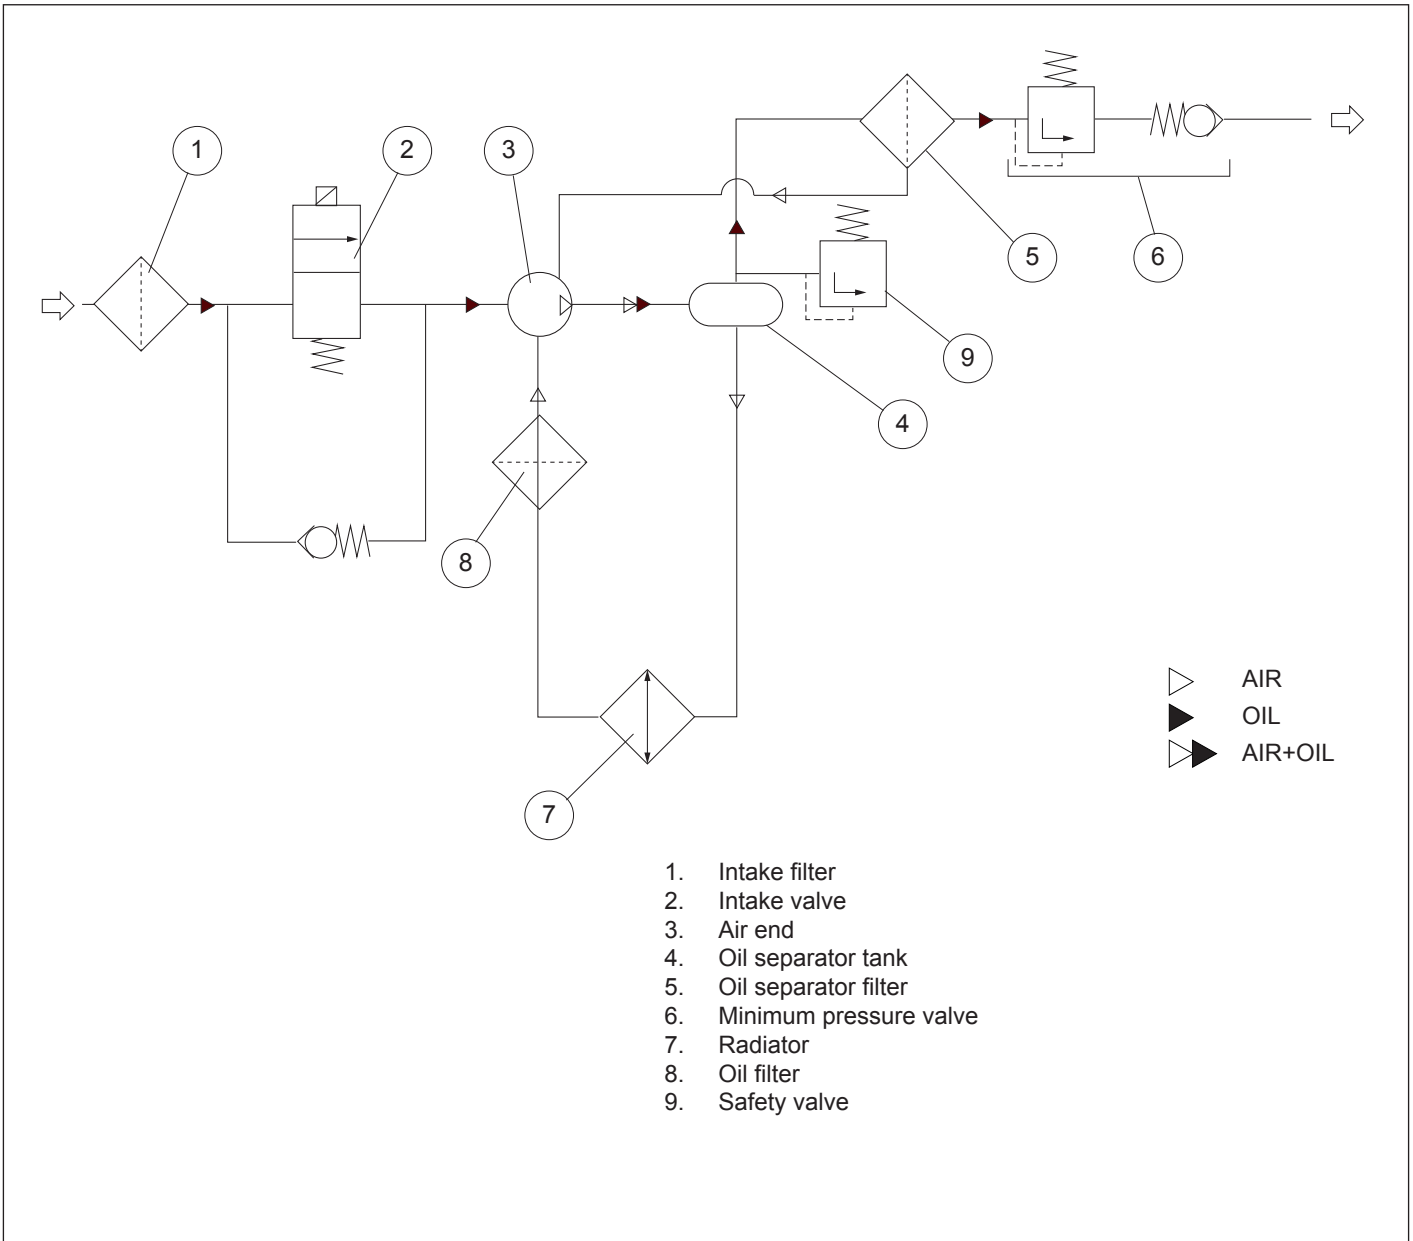 1
2
3
5
6
9
4
8
7
AIR
OIL
AIR+OIL
1. Intake filter
2. Intake valve
3. Air end
4. Oil separator tank
5. Oil separator filter
6. Minimum pressure valve
7. Radiator
8. Oil filter
9. Safety valve